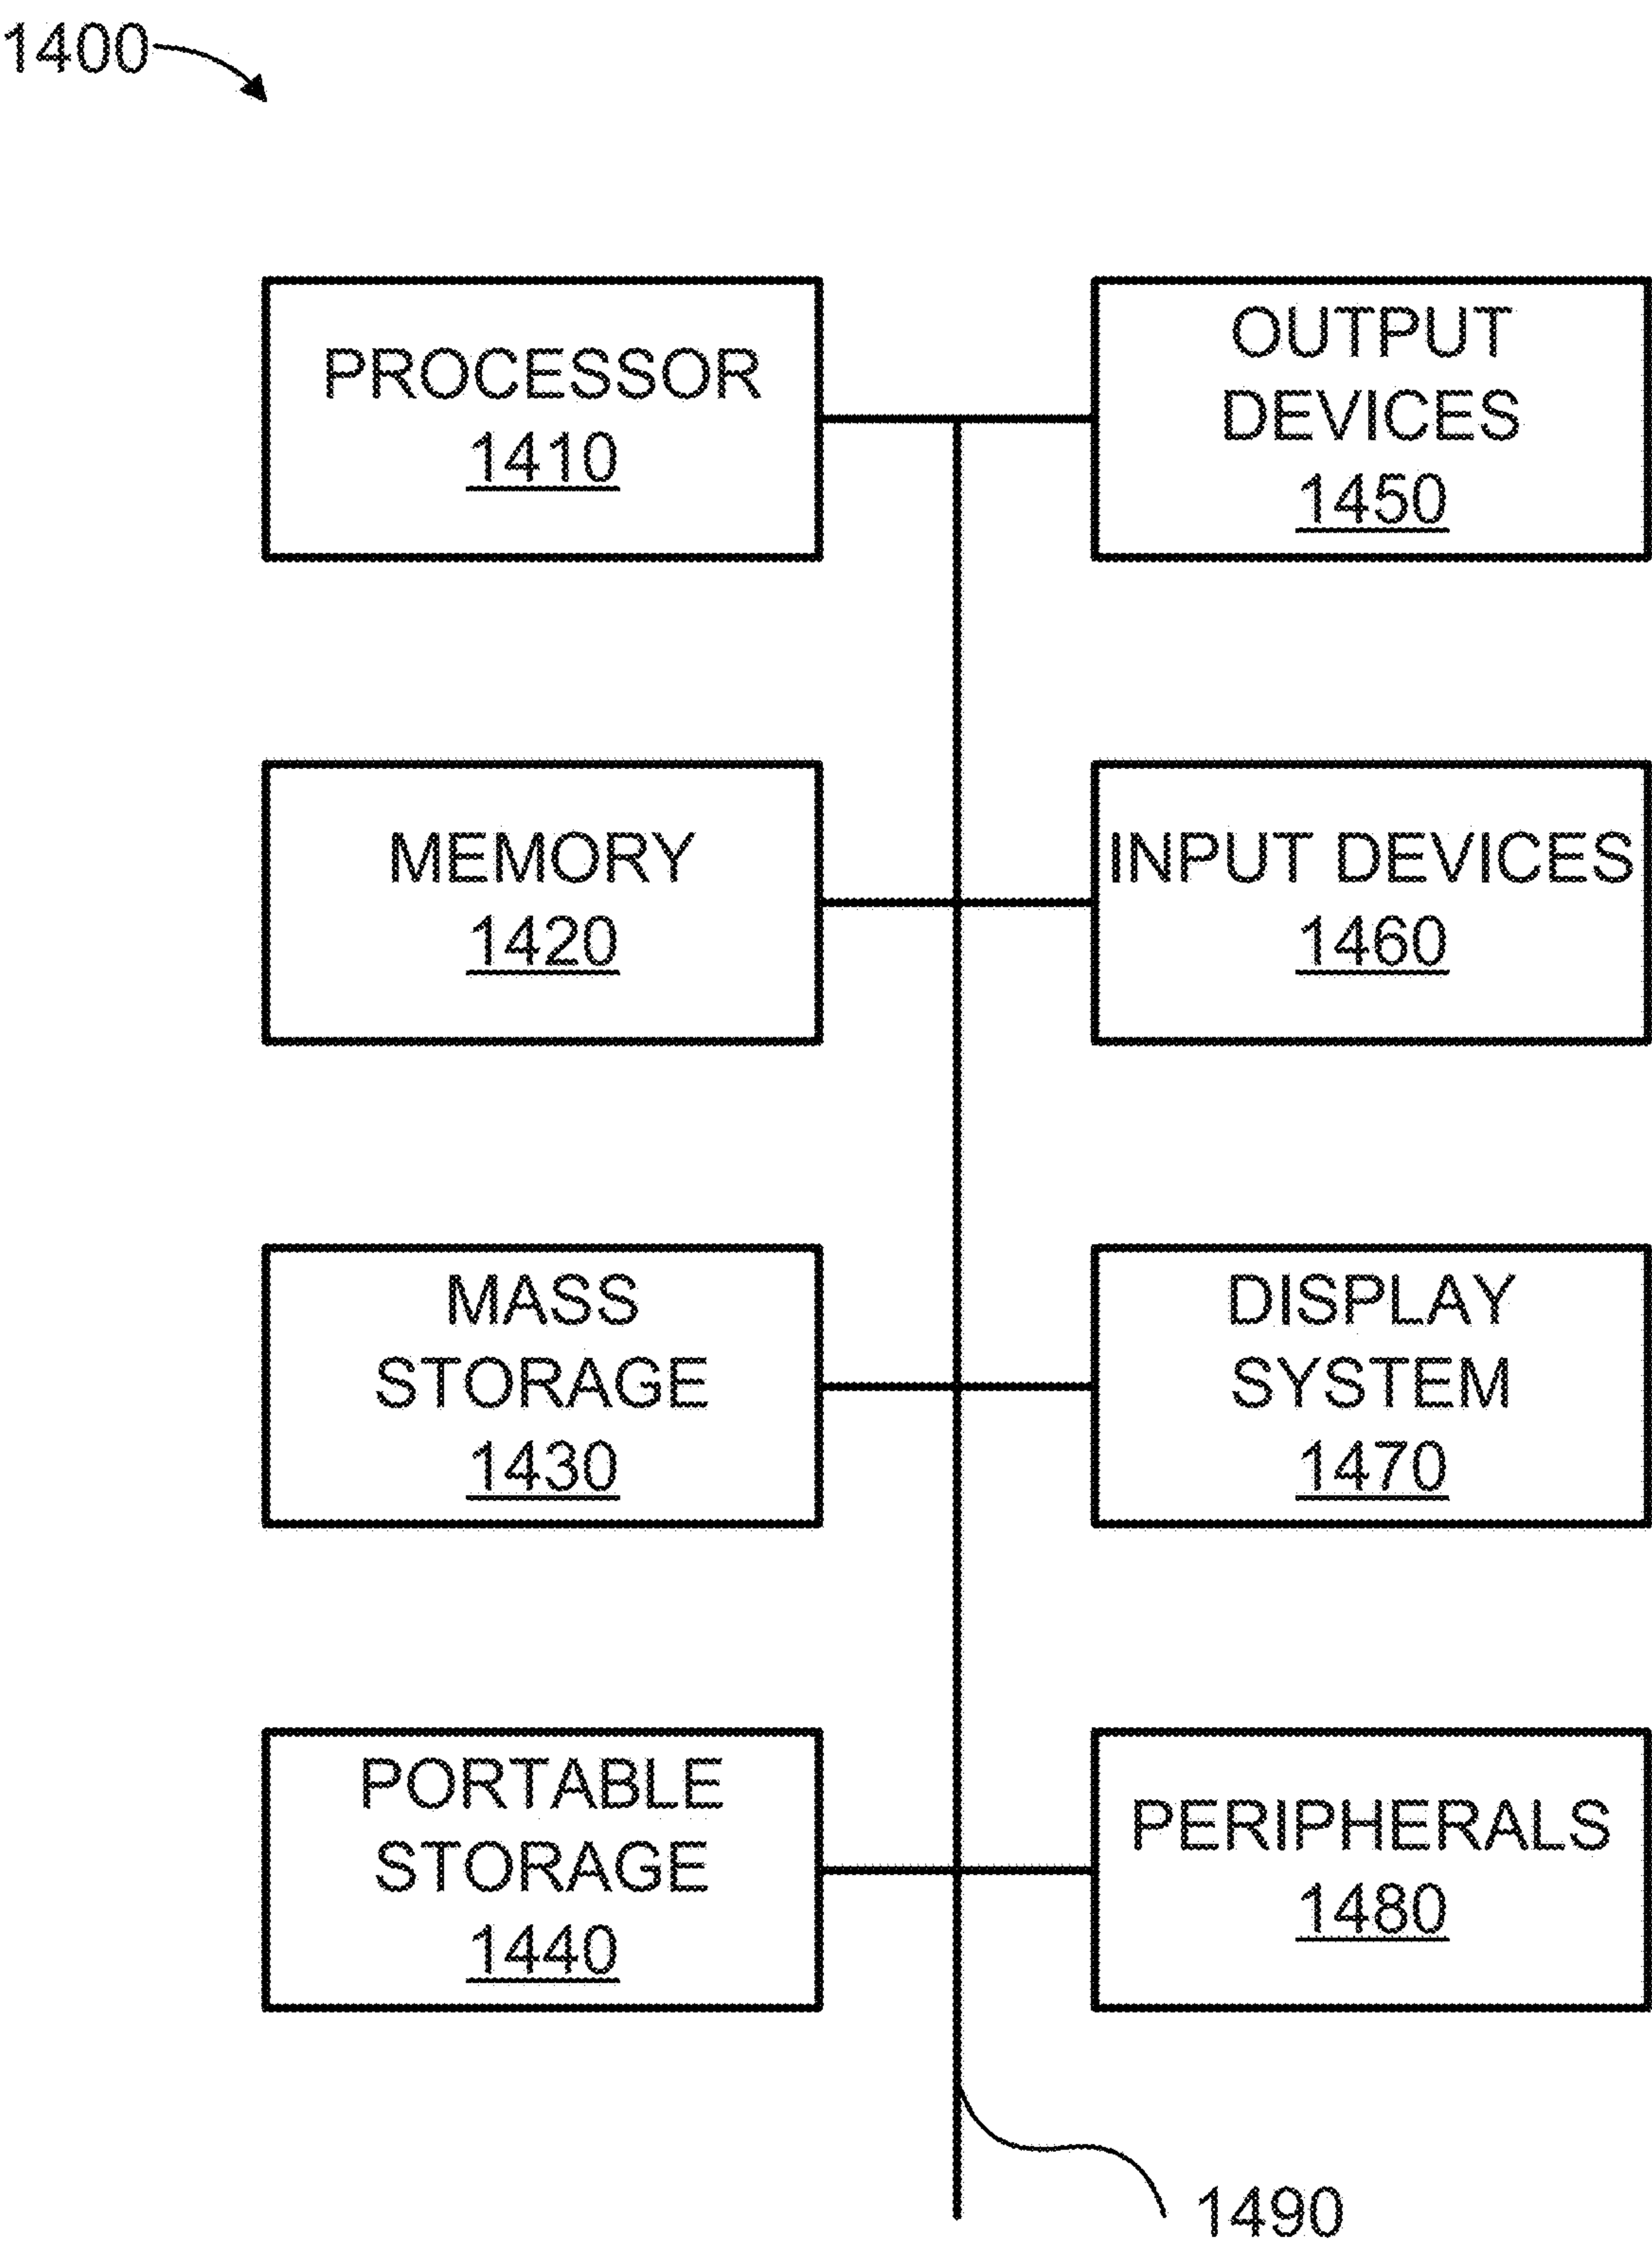 1400
PROCESSOR
1410
OUTPUT
DEVICES
1450
MEMORY
1420
INPUT DEVICES
1460
MASS
STORAGE
1430
DISPLAY
SYSTEM
1470
PORTABLE
STORAGE
1440
PERIPHERALS
1480
1490